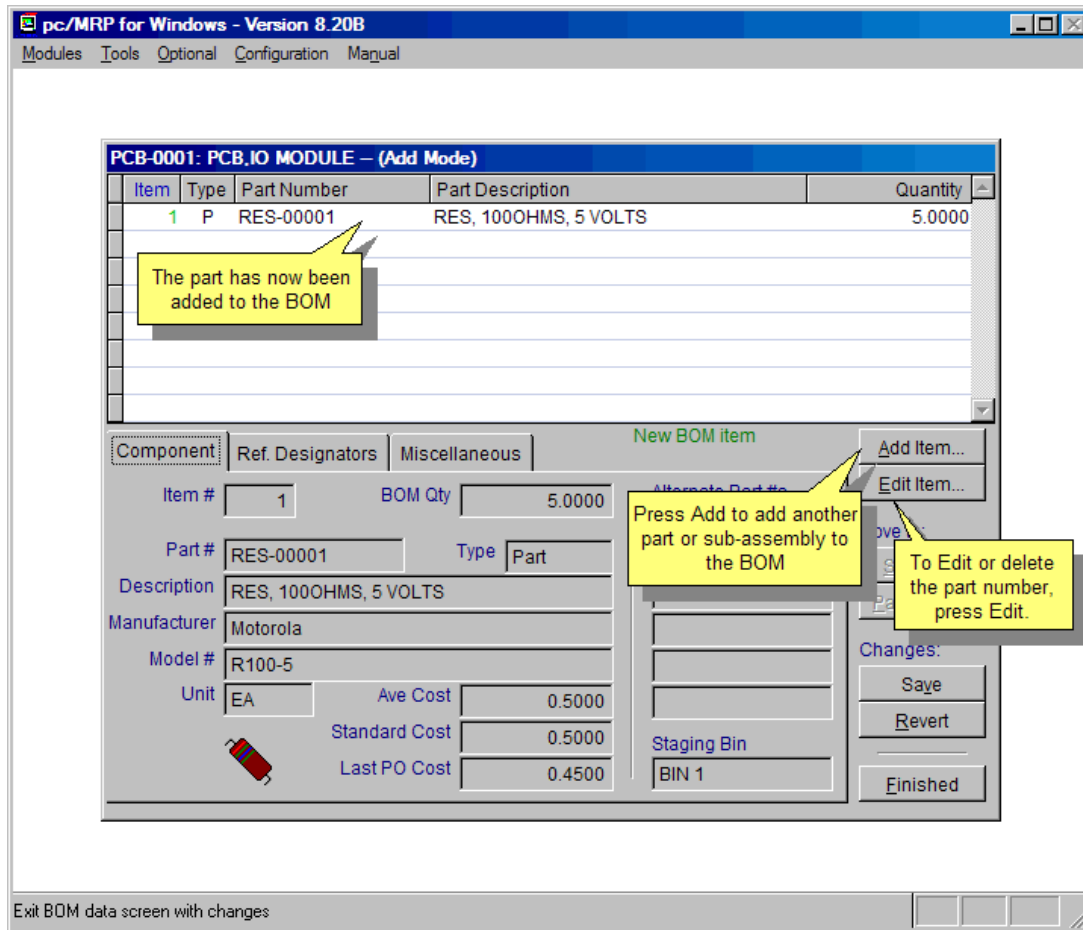 pc/MRP for Windows - Version 8.20B
Modules Tools Optional Configuration Manual
PCB-0001: PCB,IO MODULE – (Add Mode)
Item Type Part Number Part Description Quantity
1 P RES-00001 RES, 100OHMS, 5 VOLTS 5.0000
The part has now been
added to the BOM
Component Ref. Designators Miscellaneous
New BOM item
Add Item...
Edit Item...
Item # 1 BOM Qty 5.0000
Press Add to add another
part or sub-assembly to
the BOM
To Edit or delete
the part number,
press Edit.
Part # RES-00001 Type Part
Description RES, 100OHMS, 5 VOLTS
Manufacturer Motorola
Model # R100-5
Unit EA Ave Cost 0.5000
Standard Cost 0.5000
Last PO Cost 0.4500
Staging Bin
BIN 1
Changes:
Save
Revert
Finished
Exit BOM data screen with changes